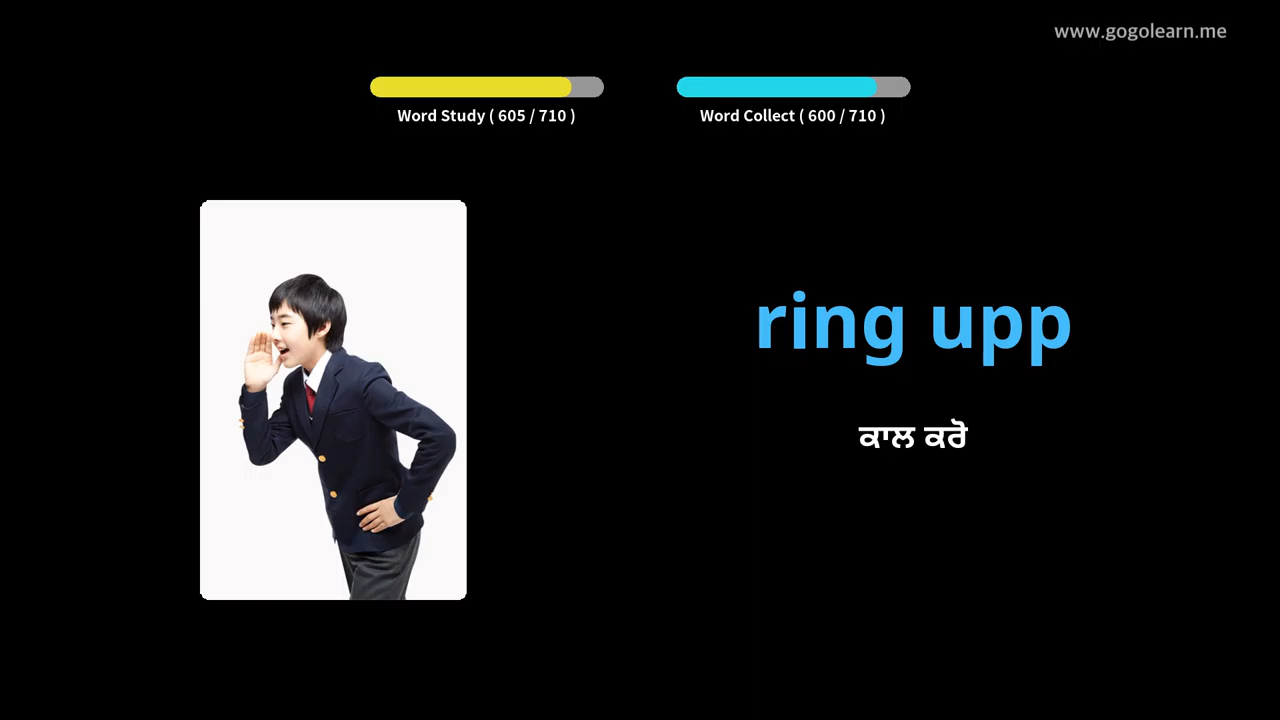 www.gogolearn.me
Word Study ( 605 / 710 )
Word Collect ( 600 / 710 )
ring upp
ਕਾਲ ਕਰੋ